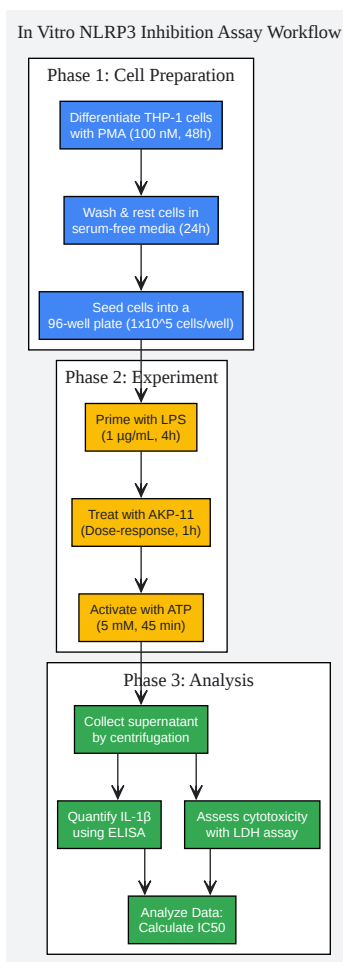 In Vitro NLRP3 Inhibition Assay Workflow
Phase 1: Cell Preparation
Differentiate THP-1 cells
with PMA (100 nM, 48h)
Wash & rest cells in
serum-free media (24h)
Seed cells into a
96-well plate (1x10^5 cells/well)
Phase 2: Experiment
Prime with LPS
(1 µg/mL, 4h)
Treat with AKP-11
(Dose-response, 1h)
Activate with ATP
(5 mM, 45 min)
Phase 3: Analysis
Collect supernatant
by centrifugation
Quantify IL-1β
using ELISA
Assess cytotoxicity
with LDH assay
Analyze Data:
Calculate IC50